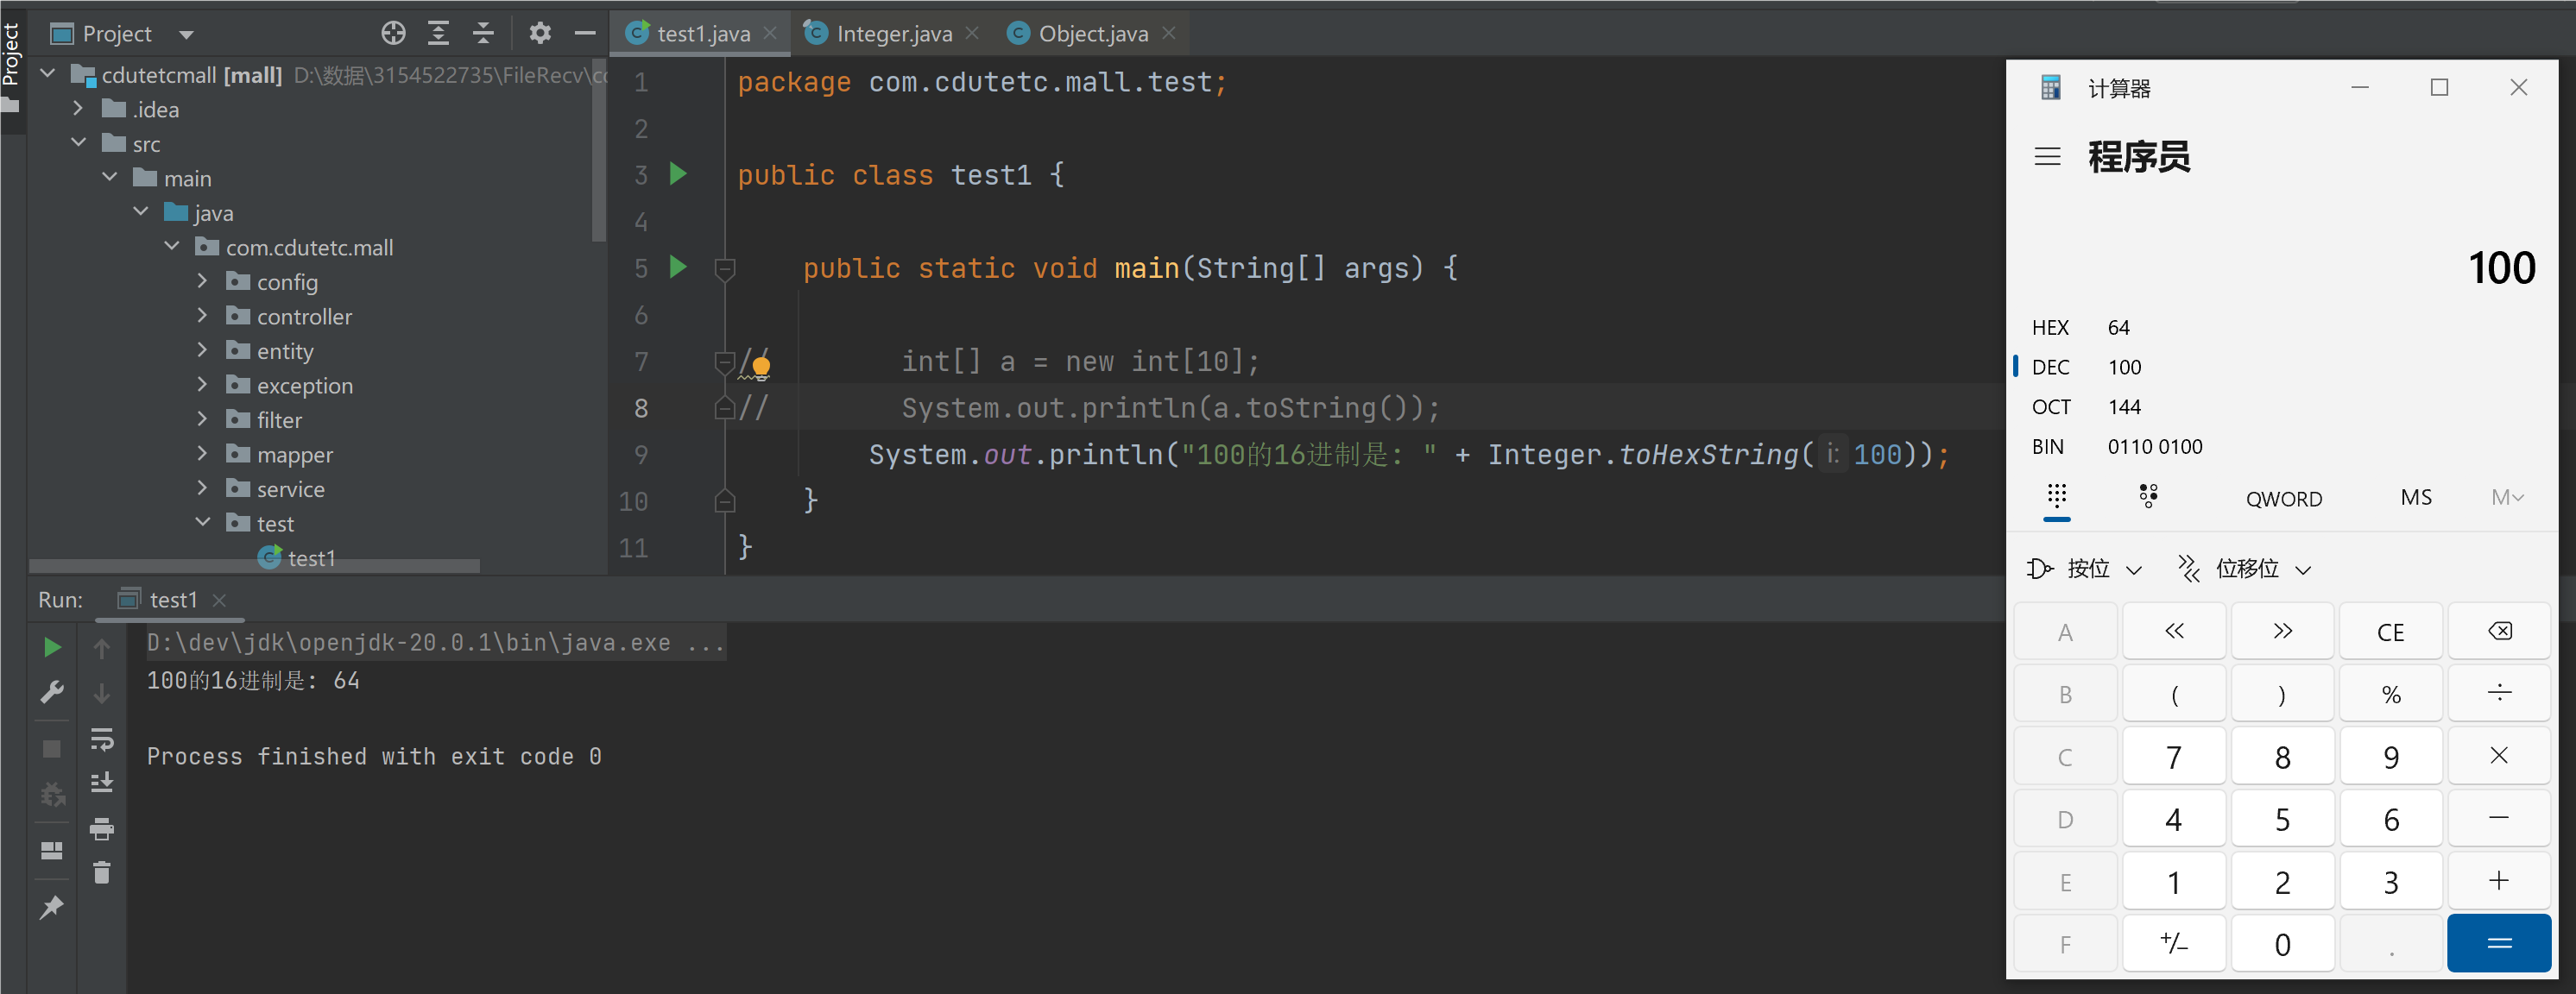 Project
Project
cdutetcmall [mall] D:\数据\3154522735\FileRecv\cc
.idea
src
main
java
com.cdutetc.mall
config
controller
entity
exception
filter
mapper
service
test
test1
test1.java
Integer.java
Object.java
1 package com.cdutetc.mall.test;
2
3 public class test1 {
4
5 public static void main(String[] args) {
6
7 // int[] a = new int[10];
8 // System.out.println(a.toString());
9 System.out.println("100的16进制是: " + Integer.toHexString( i: 100));
10 }
11 }
Run: test1
D:\dev\jdk\openjdk-20.0.1\bin\java.exe ...
100的16进制是: 64
Process finished with exit code 0
计算器
程序员
100
HEX 64
DEC 100
OCT 144
BIN 0110 0100
QWORD MS M
按位 位移位
A « » CE
B ( ) % ÷
C 7 8 9 ×
D 4 5 6 −
E 1 2 3 +
F +/− 0 . =